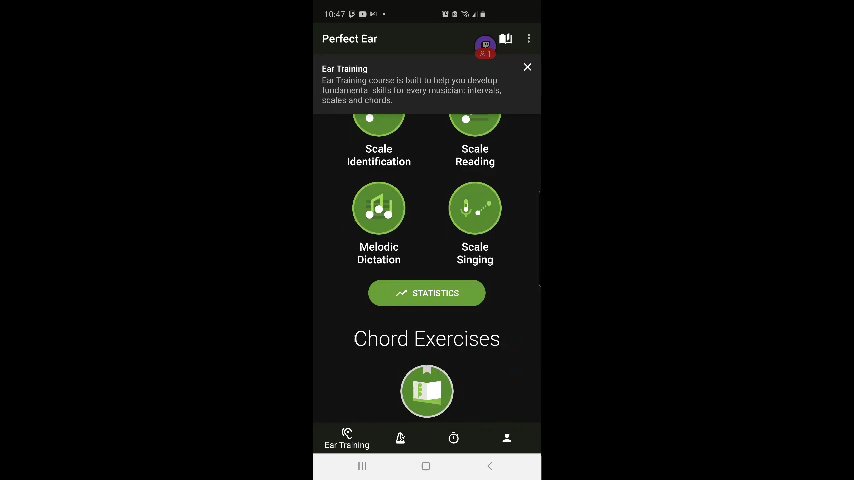 10:47
Perfect Ear
1
Ear Training
Ear Training course is built to help you develop
fundamental skills for every musician: intervals,
scales and chords.
Scale
Identification
Scale
Reading
Melodic
Dictation
Scale
Singing
STATISTICS
Chord Exercises
Ear Training